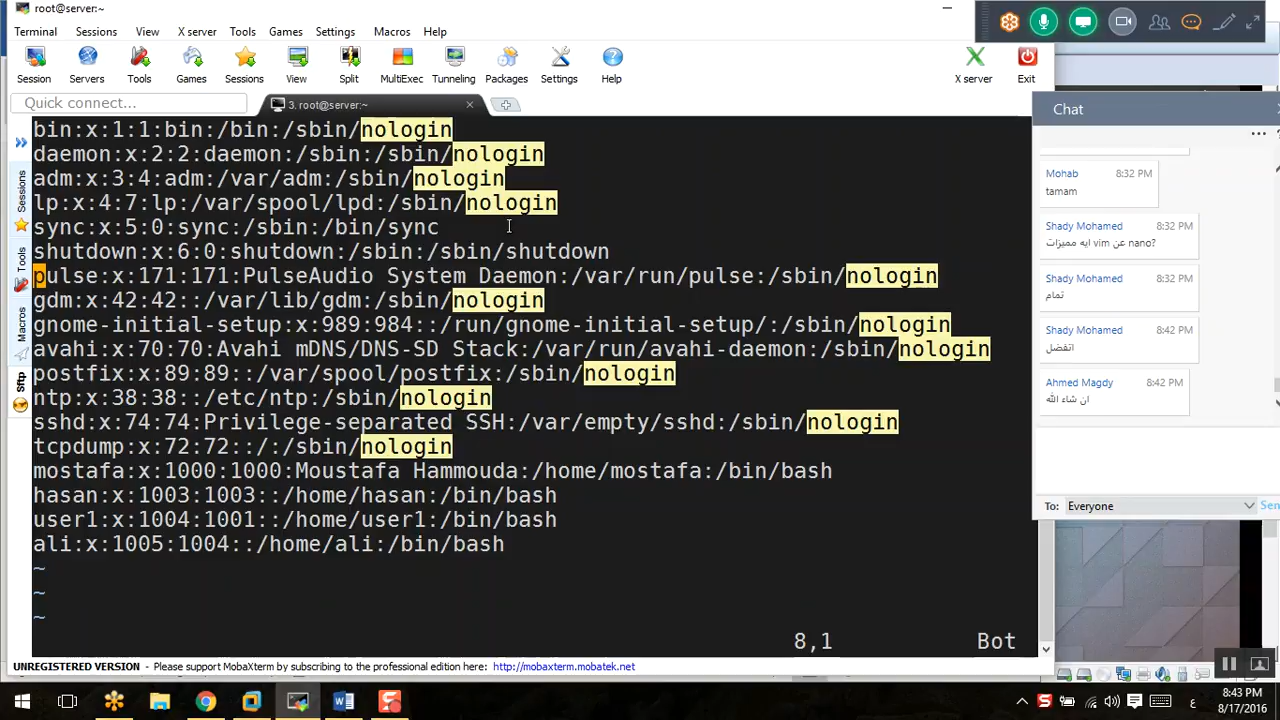 root@server:~
Terminal Sessions View X server Tools Games Settings Macros Help
Session Servers Tools Games Sessions View Split MultiExec Tunneling Packages Settings Help X server Exit
Quick connect...
3. root@server:~
bin:x:1:1:bin:/bin:/sbin/nologin
daemon:x:2:2:daemon:/sbin:/sbin/nologin
adm:x:3:4:adm:/var/adm:/sbin/nologin
lp:x:4:7:lp:/var/spool/lpd:/sbin/nologin
sync:x:5:0:sync:/sbin:/bin/sync
shutdown:x:6:0:shutdown:/sbin:/sbin/shutdown
pulse:x:171:171:PulseAudio System Daemon:/var/run/pulse:/sbin/nologin
gdm:x:42:42::/var/lib/gdm:/sbin/nologin
gnome-initial-setup:x:989:984::/run/gnome-initial-setup/:/sbin/nologin
avahi:x:70:70:Avahi mDNS/DNS-SD Stack:/var/run/avahi-daemon:/sbin/nologin
postfix:x:89:89::/var/spool/postfix:/sbin/nologin
ntp:x:38:38::/etc/ntp:/sbin/nologin
sshd:x:74:74:Privilege-separated SSH:/var/empty/sshd:/sbin/nologin
tcpdump:x:72:72::/:/sbin/nologin
mostafa:x:1000:1000:Moustafa Hammouda:/home/mostafa:/bin/bash
hasan:x:1003:1003::/home/hasan:/bin/bash
user1:x:1004:1001::/home/user1:/bin/bash
ali:x:1005:1004::/home/ali:/bin/bash
~
~
~
8,1 Bot
Sessions
Tools
Macros
Sftp
UNREGISTERED VERSION - Please support MobaXterm by subscribing to the professional edition here: http://mobaxterm.mobatek.net
Chat
Mohab 8:32 PM
tamam
Shady Mohamed 8:32 PM
ايه مميزات vim عن nano?
Shady Mohamed 8:32 PM
تمام
Shady Mohamed 8:42 PM
اتفضل
Ahmed Magdy 8:42 PM
ان شاء الله
To: Everyone
Sen
ع
8:43 PM
8/17/2016